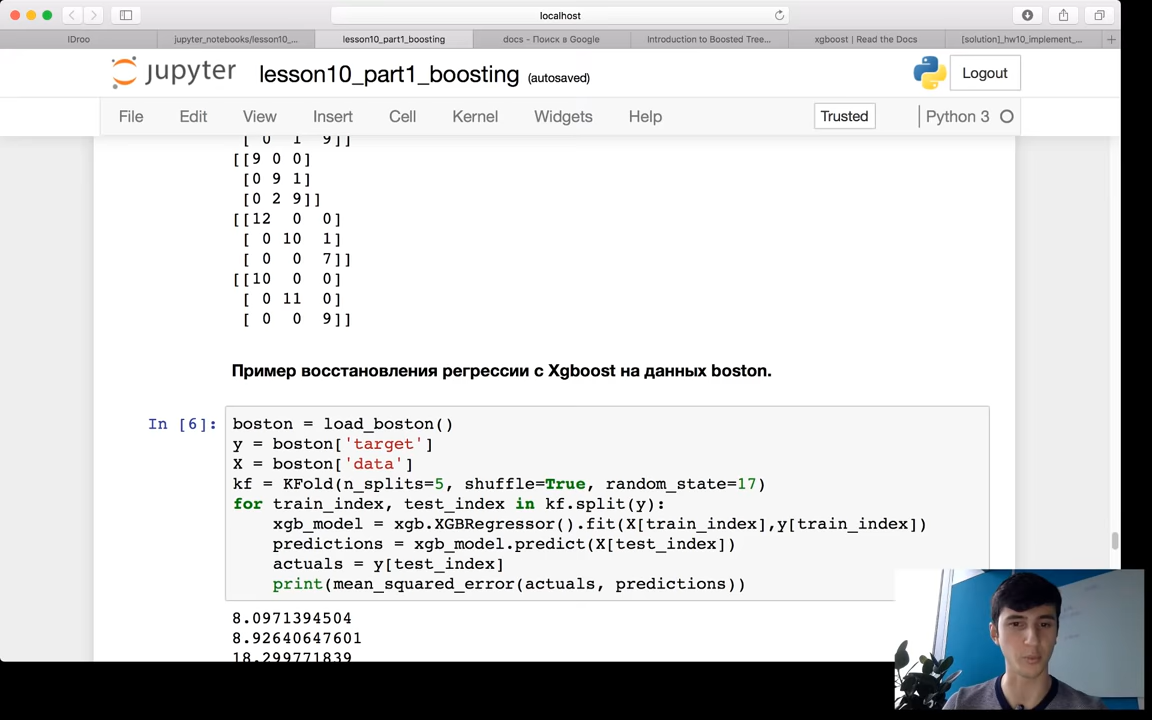 localhost
IDroo
jupyter_notebooks/lesson10_...
lesson10_part1_boosting
docs - Поиск в Google
Introduction to Boosted Tree...
xgboost | Read the Docs
[solution]_hw10_implement_...
jupyter
lesson10_part1_boosting (autosaved)
Logout
File Edit View Insert Cell Kernel Widgets Help
Trusted
Python 3
[ 0 1 9]]
[[9 0 0]
[0 9 1]
[0 2 9]]
[[12 0 0]
[ 0 10 1]
[ 0 0 7]]
[[10 0 0]
[ 0 11 0]
[ 0 0 9]]
Пример восстановления регрессии с Xgboost на данных boston.
In [6]:
boston = load_boston()
y = boston['target']
X = boston['data']
kf = KFold(n_splits=5, shuffle=True, random_state=17)
for train_index, test_index in kf.split(y):
    xgb_model = xgb.XGBRegressor().fit(X[train_index],y[train_index])
    predictions = xgb_model.predict(X[test_index])
    actuals = y[test_index]
    print(mean_squared_error(actuals, predictions))
8.0971394504
8.92640647601
18.299771839